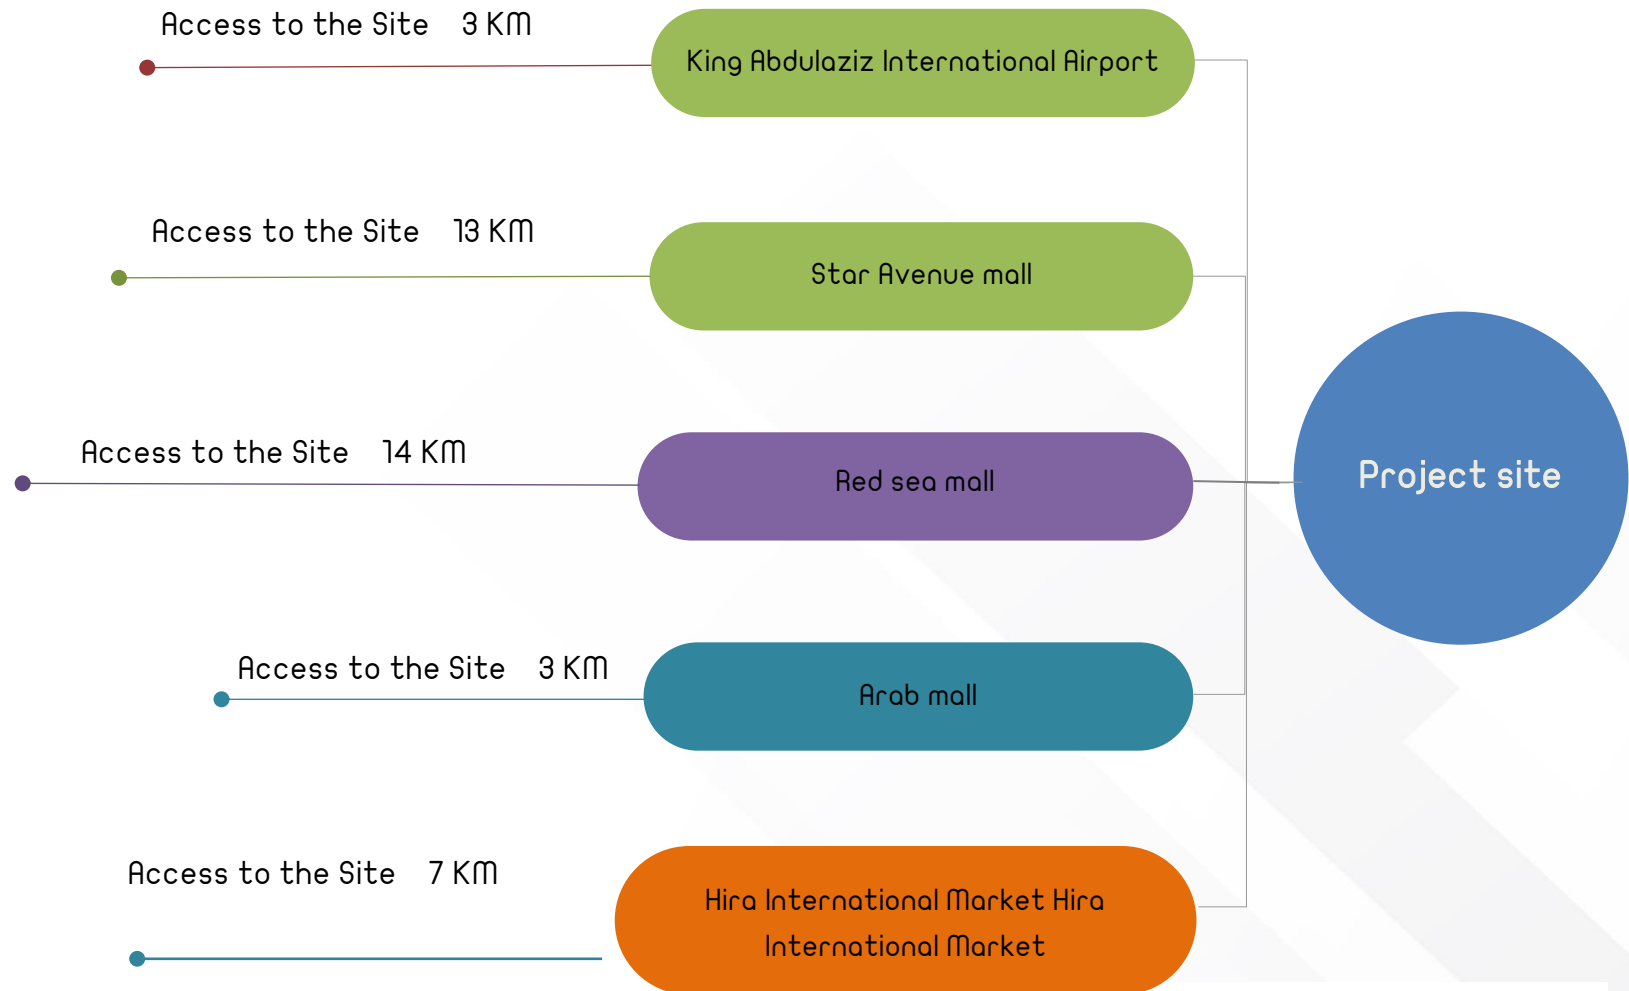 Access to the Site 3 KM
King Abdulaziz International Airport
Access to the Site 13 KM
Star Avenue mall
Access to the Site 14 KM
Red sea mall
Project site
Access to the Site 3 KM
Arab mall
Access to the Site 7 KM
Hira International Market Hira
International Market